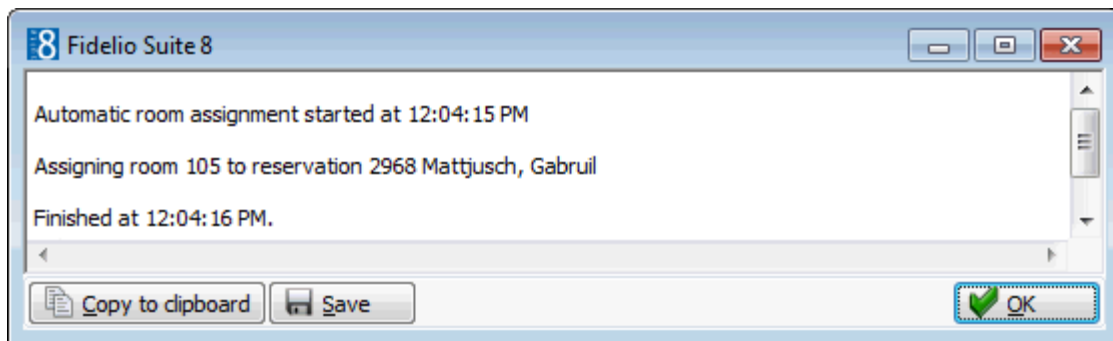 8 Fidelio Suite 8
Automatic room assignment started at 12:04:15 PM
Assigning room 105 to reservation 2968 Mattjusch, Gabruil
Finished at 12:04:16 PM.
Copy to clipboard Save OK